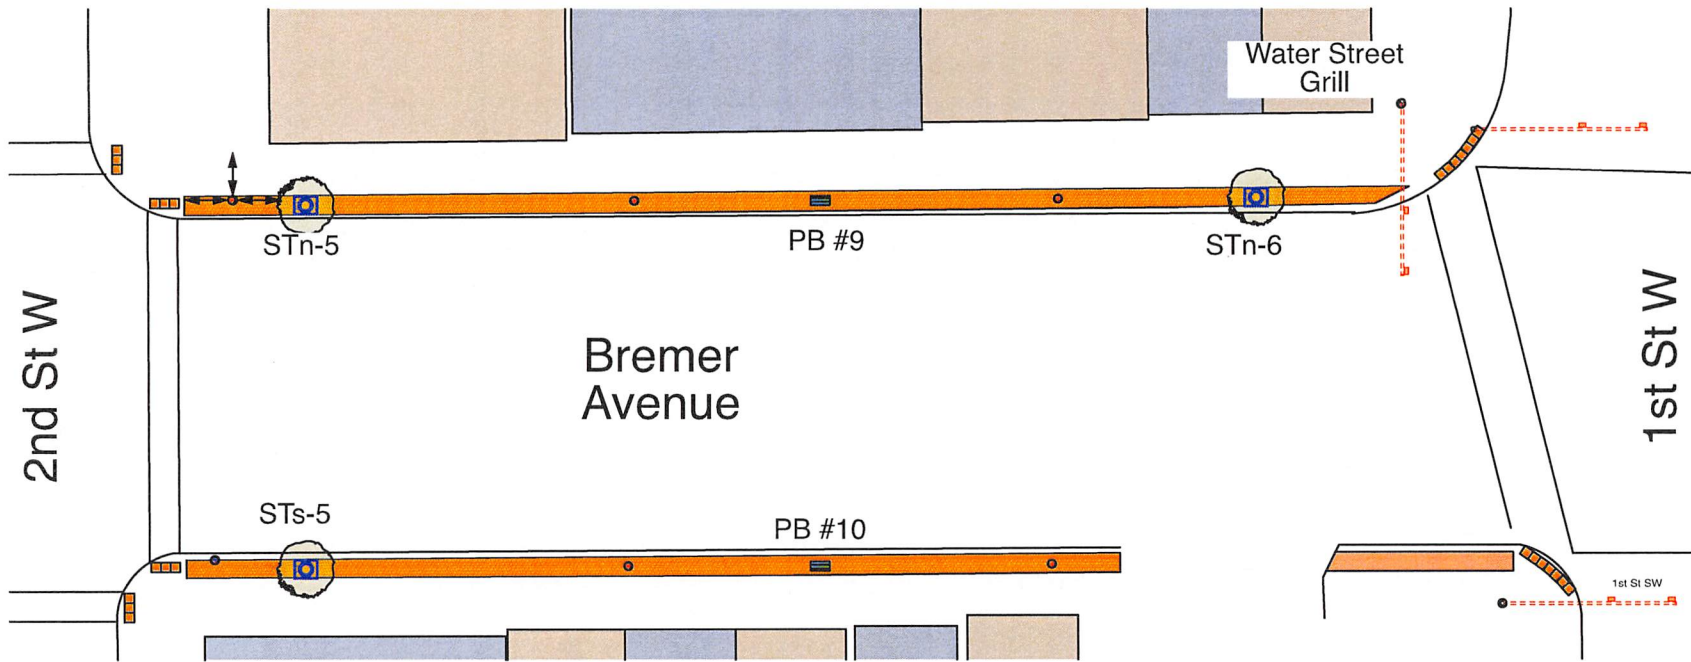 Water Street
Grill
STn-5
PB #9
STn-6
2nd St W
Bremer
Avenue
1st St W
STs-5
PB #10
1st St SW